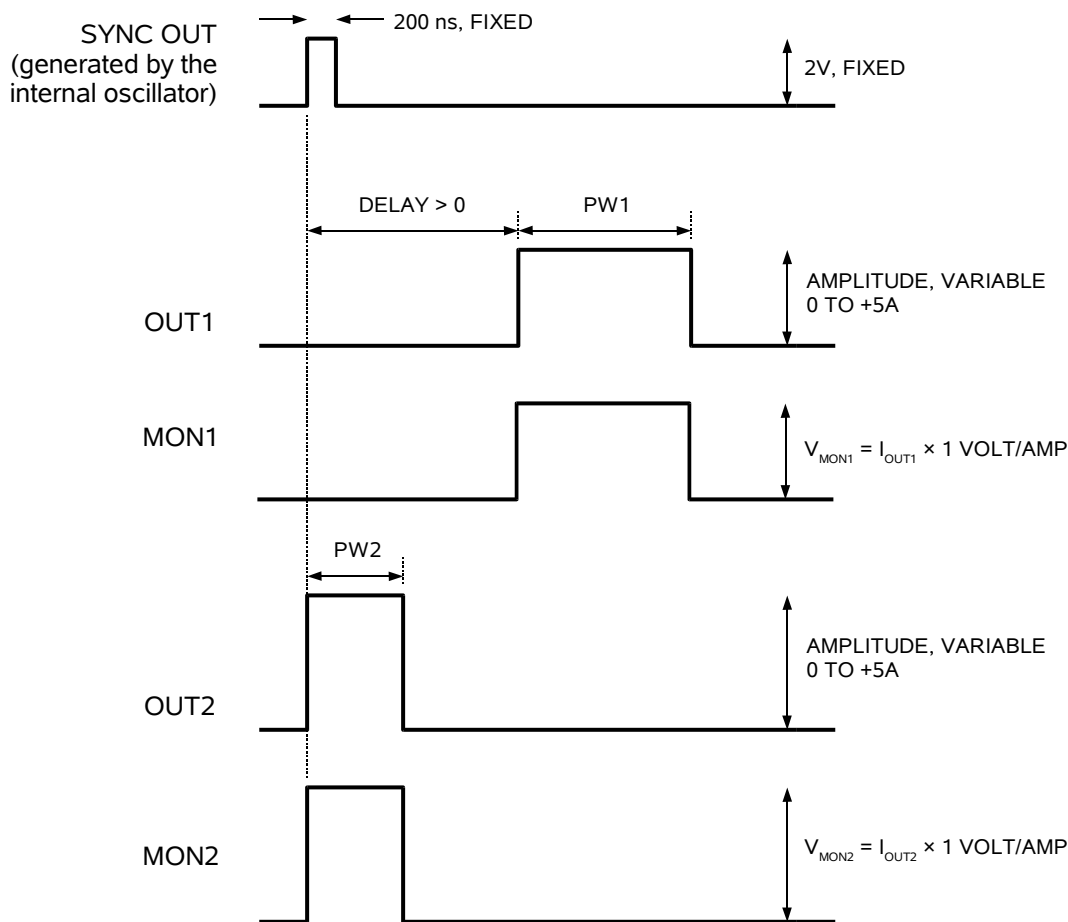 200 ns, FIXED
SYNC OUT
(generated by the
internal oscillator)
2V, FIXED
DELAY > 0
PW1
AMPLITUDE, VARIABLE
0 TO +5A
OUT1
MON1
V_MON1 = I_OUT1 × 1 VOLT/AMP
PW2
AMPLITUDE, VARIABLE
0 TO +5A
OUT2
MON2
V_MON2 = I_OUT2 × 1 VOLT/AMP